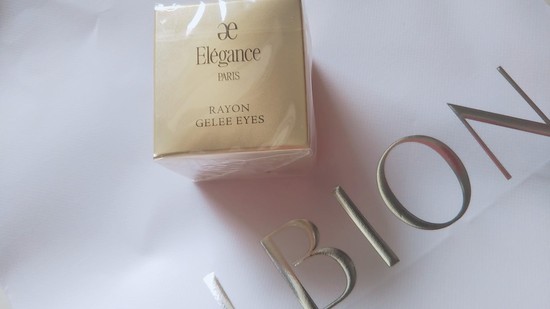 æ
Elégance
PARIS
RAYON
GELEE EYES
LBION